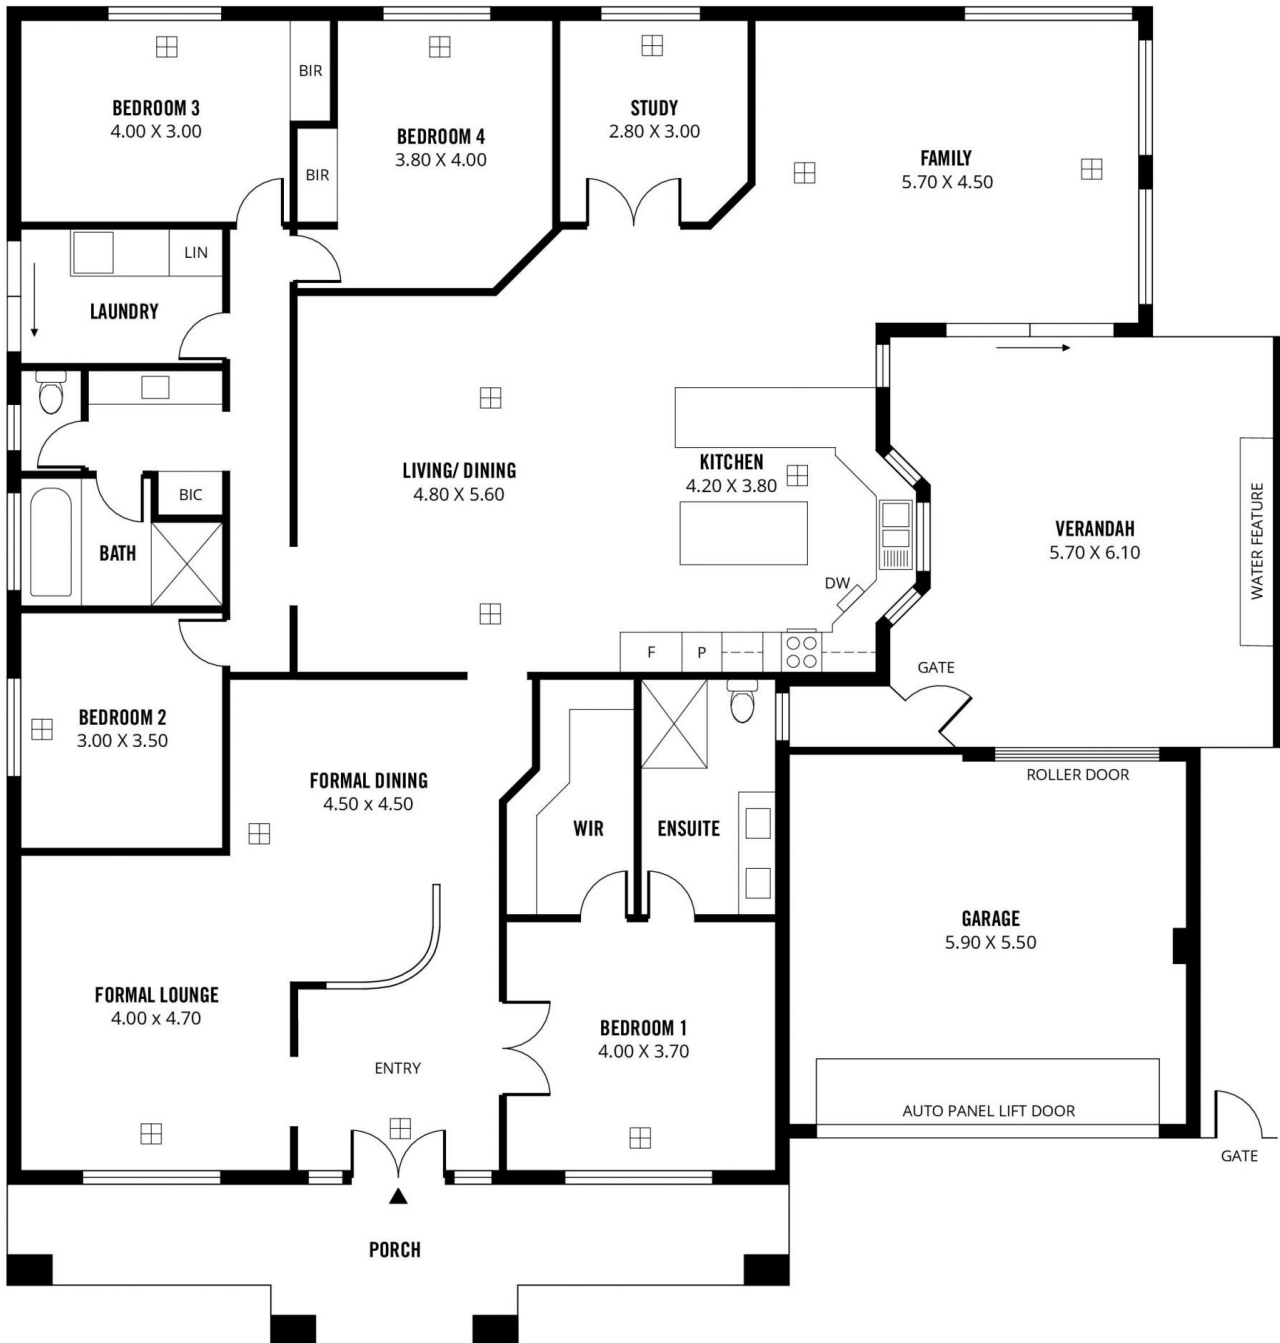 BEDROOM 3
4.00 X 3.00
BIR
BIR
BEDROOM 4
3.80 X 4.00
STUDY
2.80 X 3.00
FAMILY
5.70 X 4.50
LIN
LAUNDRY
LIVING/ DINING
4.80 X 5.60
KITCHEN
4.20 X 3.80
BIC
BATH
DW
F
P
VERANDAH
5.70 X 6.10
WATER FEATURE
GATE
BEDROOM 2
3.00 X 3.50
FORMAL DINING
4.50 x 4.50
WIR
ENSUITE
ROLLER DOOR
GARAGE
5.90 X 5.50
FORMAL LOUNGE
4.00 x 4.70
ENTRY
BEDROOM 1
4.00 X 3.70
AUTO PANEL LIFT DOOR
GATE
PORCH